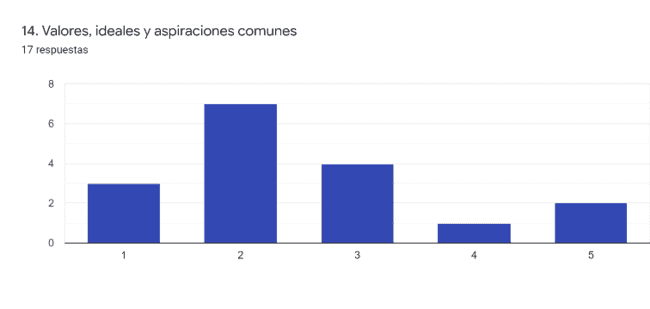 14. Valores, ideales y aspiraciones comunes
17 respuestas
8
6
4
2
0
1 2 3 4 5